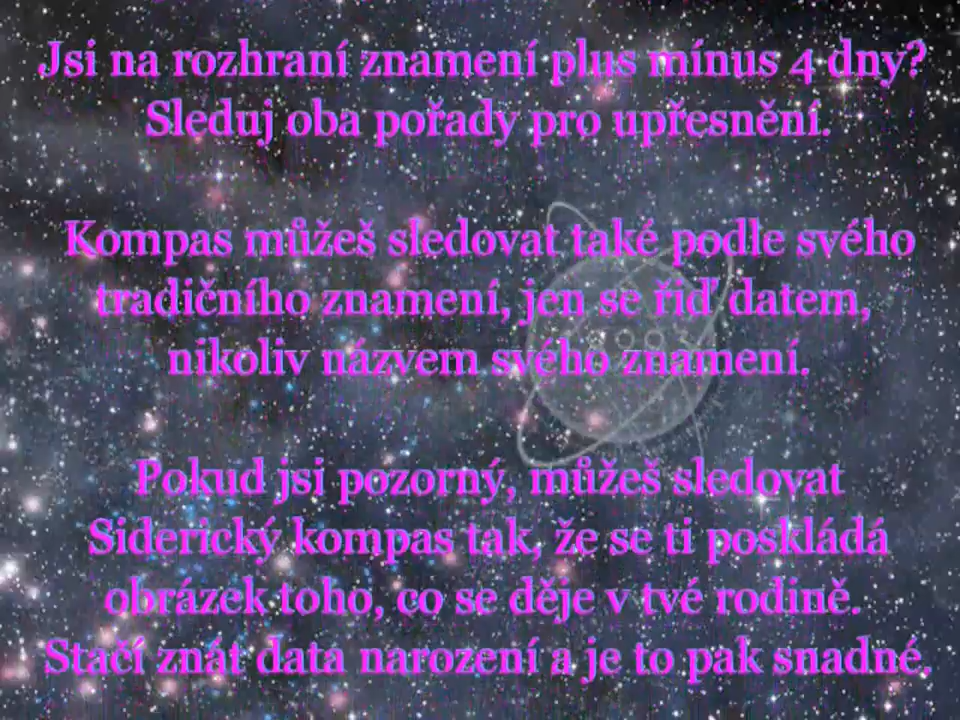 Jsi na rozhraní znamení plus mínus 4 dny?
Sleduj oba pořady pro upřesnění.
Kompas můžeš sledovat také podle svého
tradičního znamení, jen se řiď datem,
nikoliv názvem svého znamení.
Pokud jsi pozorný, můžeš sledovat
Siderický kompas tak, že se ti poskládá
obrázek toho, co se děje v tvé rodině.
Stačí znát data narození a je to pak snadné.